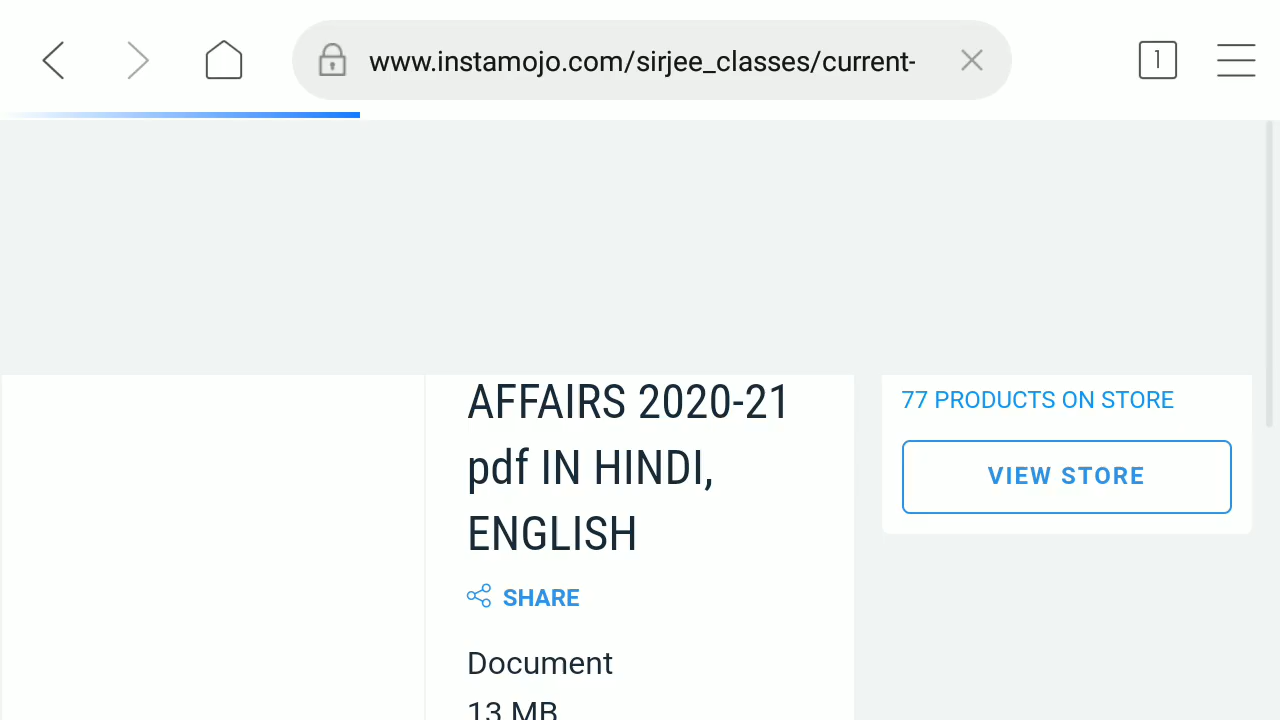 www.instamojo.com/sirjee_classes/current-
1
AFFAIRS 2020-21
pdf IN HINDI,
ENGLISH
SHARE
Document
13 MB
77 PRODUCTS ON STORE
VIEW STORE